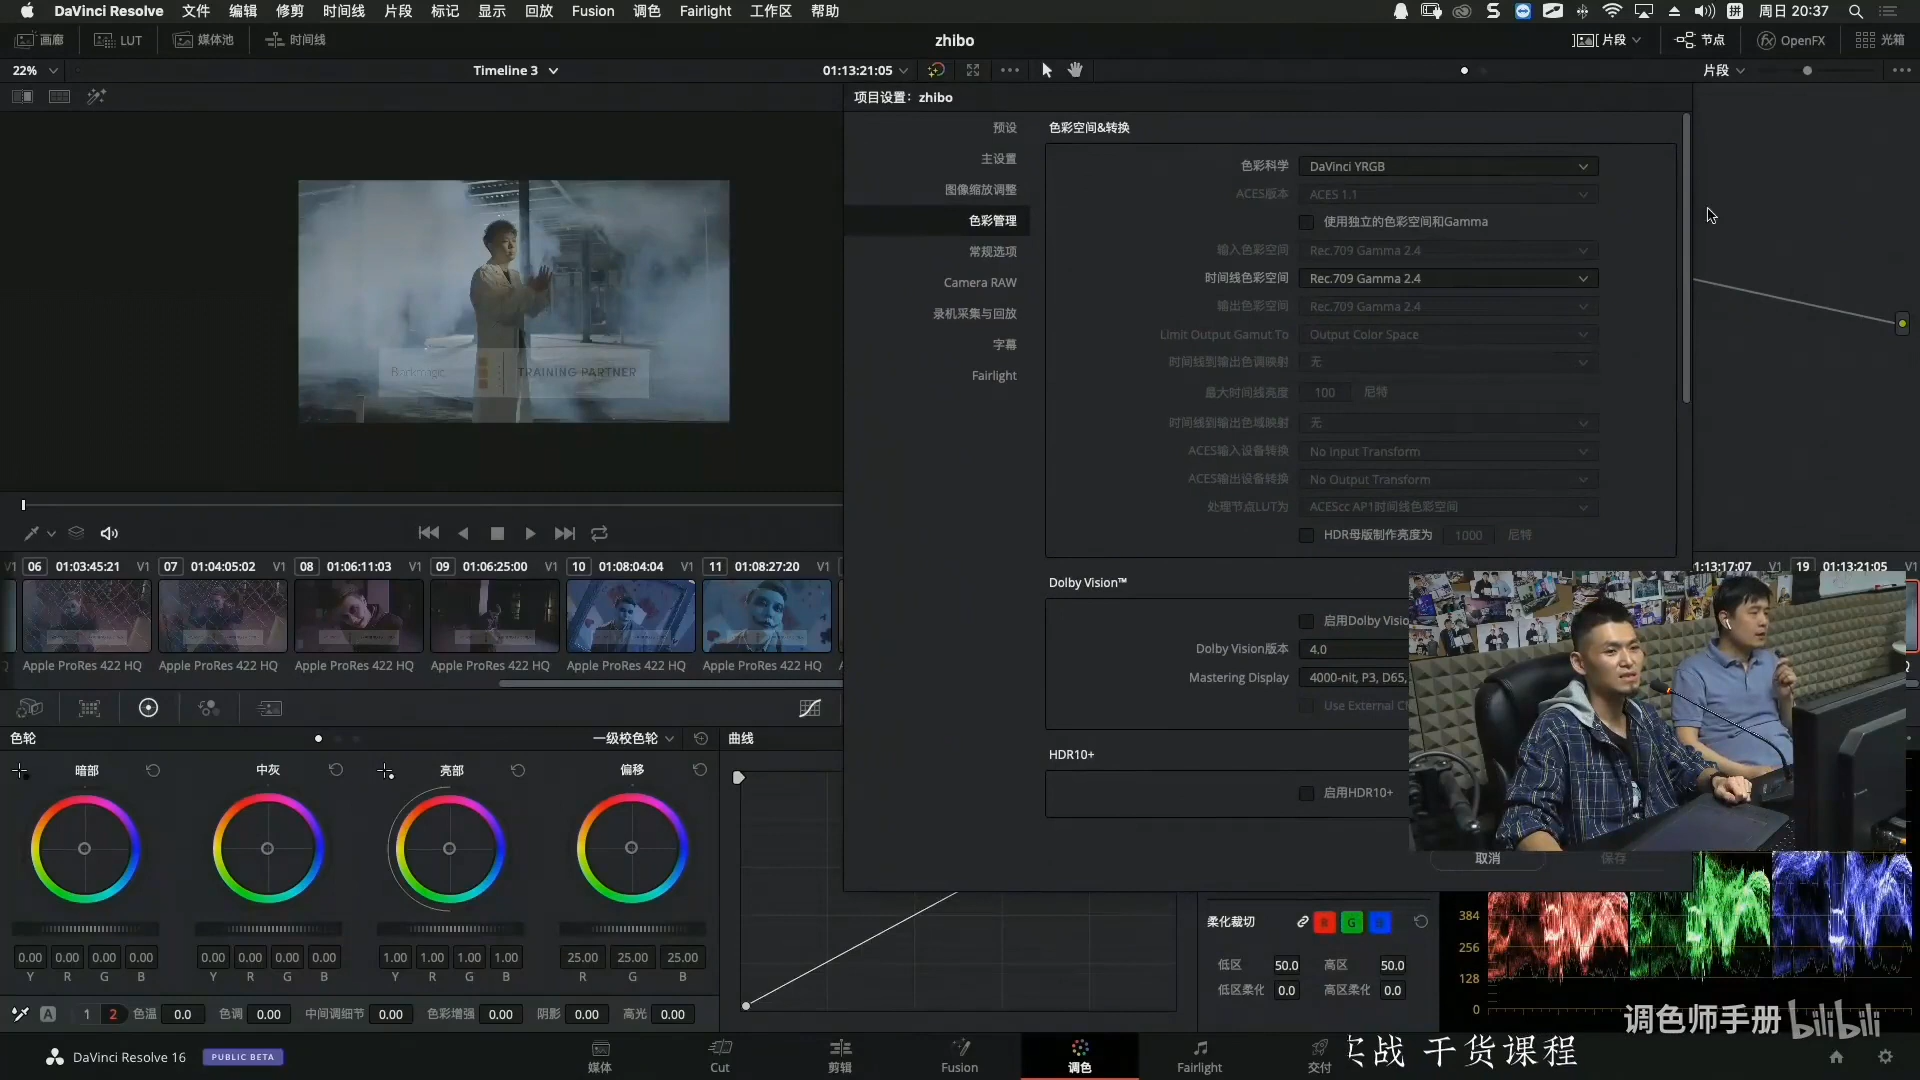 DaVinci Resolve 文件 编辑 修剪 时间线 片段 标记 显示 回放 Fusion 调色 Fairlight 工作区 帮助 周日 20:37
画廊 LUT 媒体池 时间线 zhibo 片段 节点 OpenFX 光箱
22% Timeline 3 01:13:21:05 片段
项目设置: zhibo
预设
主设置
图像缩放调整
色彩管理
常规选项
Camera RAW
录机采集与回放
字幕
Fairlight
色彩空间&转换
色彩科学 DaVinci YRGB
ACES版本 ACES 1.1
使用独立的色彩空间和Gamma
输入色彩空间 Rec.709 Gamma 2.4
时间线色彩空间 Rec.709 Gamma 2.4
输出色彩空间 Rec.709 Gamma 2.4
Limit Output Gamut To Output Color Space
时间线到输出色调映射 无
最大时间线亮度 100 尼特
时间线到输出色域映射 无
ACES输入设备转换 No Input Transform
ACES输出设备转换 No Output Transform
处理节点LUT为 ACEScc AP1时间线色彩空间
HDR母版制作亮度为 1000 尼特
Dolby Vision™
启用Dolby Visio
Dolby Vision版本 4.0
Mastering Display 4000-nit, P3, D65,
Use External C
HDR10+
启用HDR10+
取消 保存
Blackmagic TRAINING PARTNER
V1 06 01:03:45:21 V1 07 01:04:05:02 V1 08 01:06:11:03 V1 09 01:06:25:00 V1 10 01:08:04:04 V1 11 01:08:27:20 V1
1:13:17:07 V1 19 01:13:21:05 V1
Apple ProRes 422 HQ Apple ProRes 422 HQ Apple ProRes 422 HQ Apple ProRes 422 HQ Apple ProRes 422 HQ Apple ProRes 422 HQ
色轮 一级校色轮 曲线
暗部 中灰 亮部 偏移
0.00 0.00 0.00 0.00 0.00 0.00 0.00 0.00 1.00 1.00 1.00 1.00 25.00 25.00 25.00
Y R G B Y R G B Y R G B R G B
A 1 2 色温 0.0 色调 0.00 中间调细节 0.00 色彩增强 0.00 阴影 0.00 高光 0.00
柔化裁切 R G B
低区 50.0 高区 50.0
低区柔化 0.0 高区柔化 0.0
384
256
128
0
调色师手册 bilibili
实战 干货课程
DaVinci Resolve 16 PUBLIC BETA 媒体 Cut 剪辑 Fusion 调色 Fairlight 交付